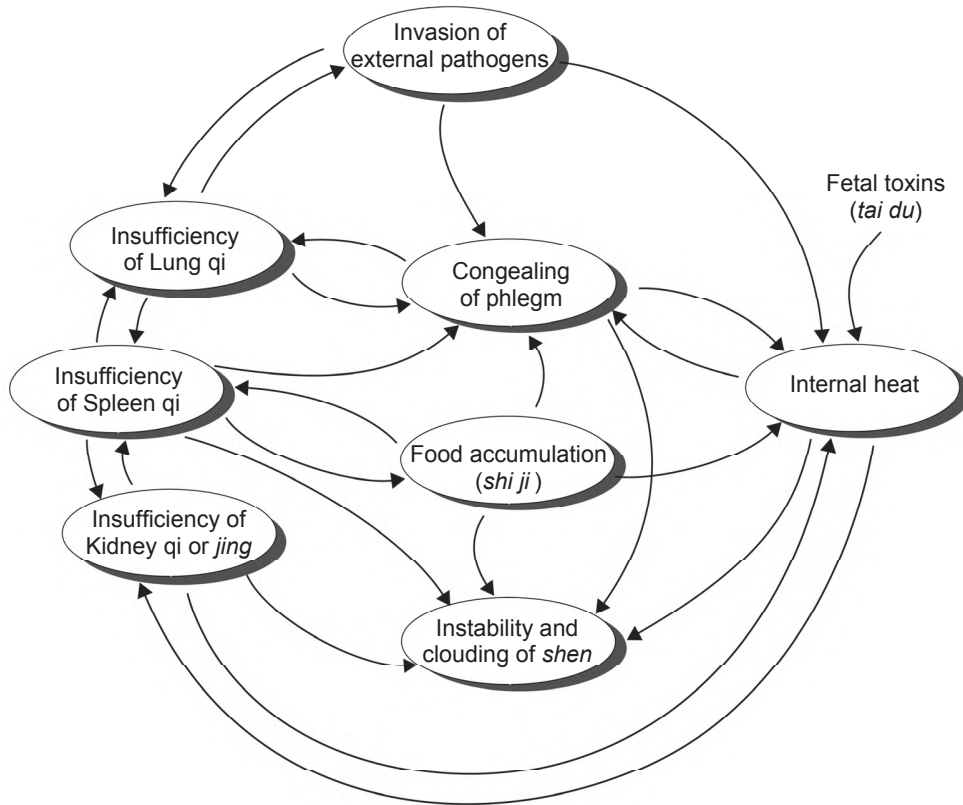 Invasion of
external pathogens
Fetal toxins
(tai du)
Insufficiency
of Lung qi
Congealing
of phlegm
Insufficiency
of Spleen qi
Internal heat
Food accumulation
(shi ji )
Insufficiency of
Kidney qi or jing
Instability and
clouding of shen